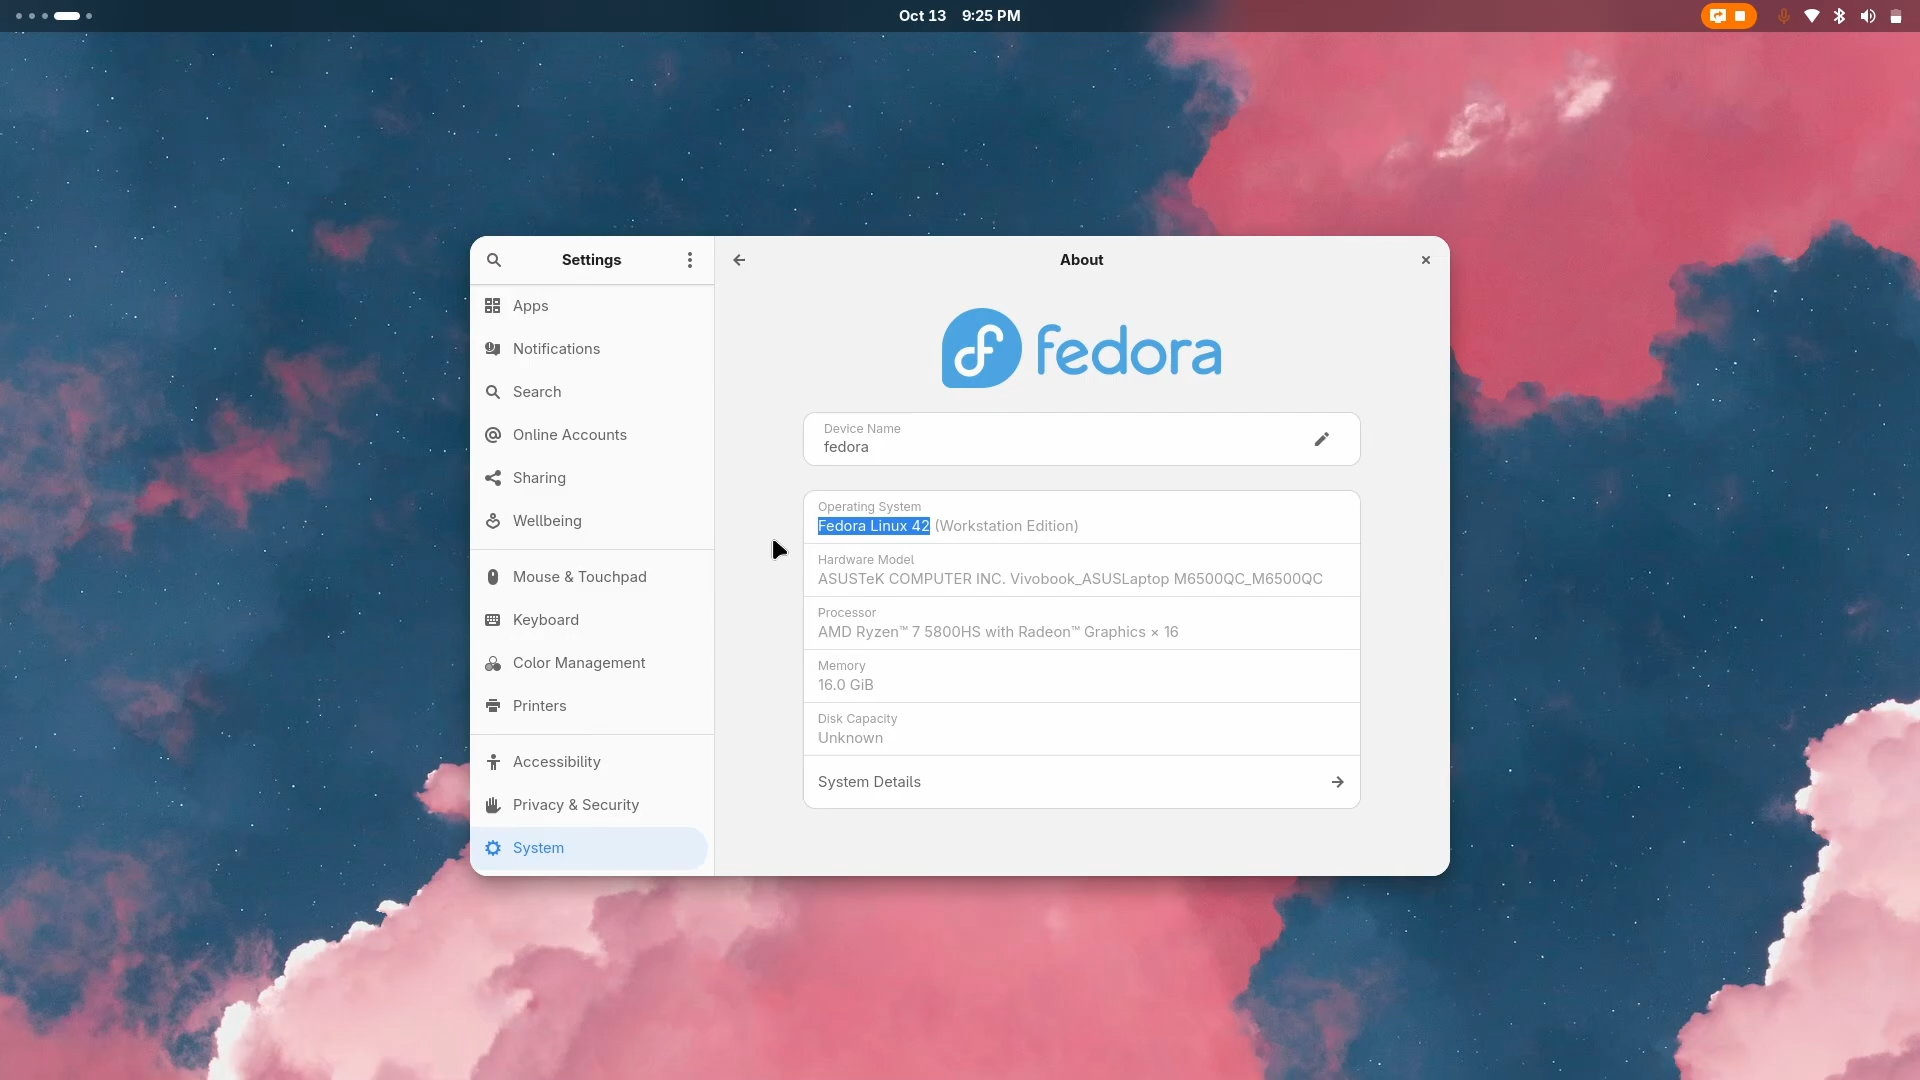 Oct 13 9:25 PM
Settings
Apps
Notifications
Search
Online Accounts
Sharing
Wellbeing
Mouse & Touchpad
Keyboard
Color Management
Printers
Accessibility
Privacy & Security
System
About
fedora
Device Name
fedora
Operating System
Fedora Linux 42 (Workstation Edition)
Hardware Model
ASUSTeK COMPUTER INC. Vivobook_ASUSLaptop M6500QC_M6500QC
Processor
AMD Ryzen™ 7 5800HS with Radeon™ Graphics × 16
Memory
16.0 GiB
Disk Capacity
Unknown
System Details